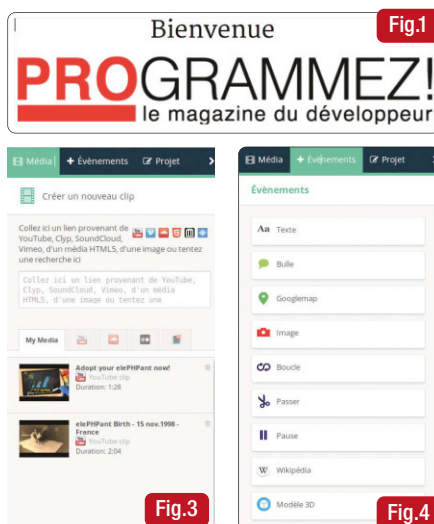 Bienvenue
Fig.1
PROGRAMMEZ!
le magazine du développeur
Média
+ Évènements
Projet
Créer un nouveau clip
Collez ici un lien provenant de
YouTube, Clyp, SoundCloud,
Vimeo, d'un média HTML5, d'une image ou tentez
une recherche ici
Collez ici un lien provenant de YouTube,
Clyp, SoundCloud, Vimeo, d'un média
HTML5, d'une image ou tentez une
My Media
Adopt your elePHPant now!
YouTube clip
Duration: 1:28
elePHPant Birth - 15 nov.1998 -
France
YouTube clip
Duration: 2:04
Fig.3
Média
+ Évènements
Projet
Évènements
Aa Texte
Bulle
Googlemap
Image
Boucle
Passer
Pause
W Wikipédia
Modèle 3D
Fig.4